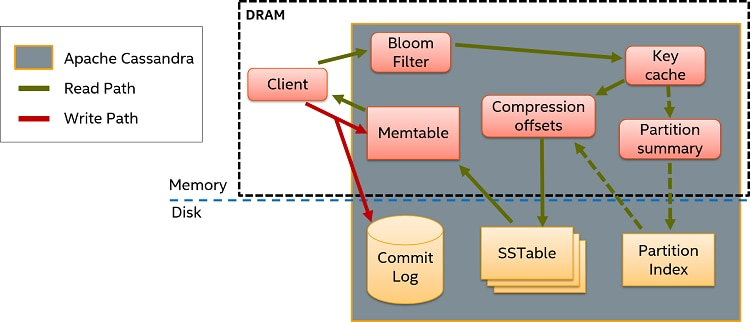 DRAM
Apache Cassandra
Read Path
Write Path
Client
Bloom
Filter
Key
cache
Memtable
Compression
offsets
Partition
summary
Memory
Disk
Commit
Log
SSTable
Partition
Index